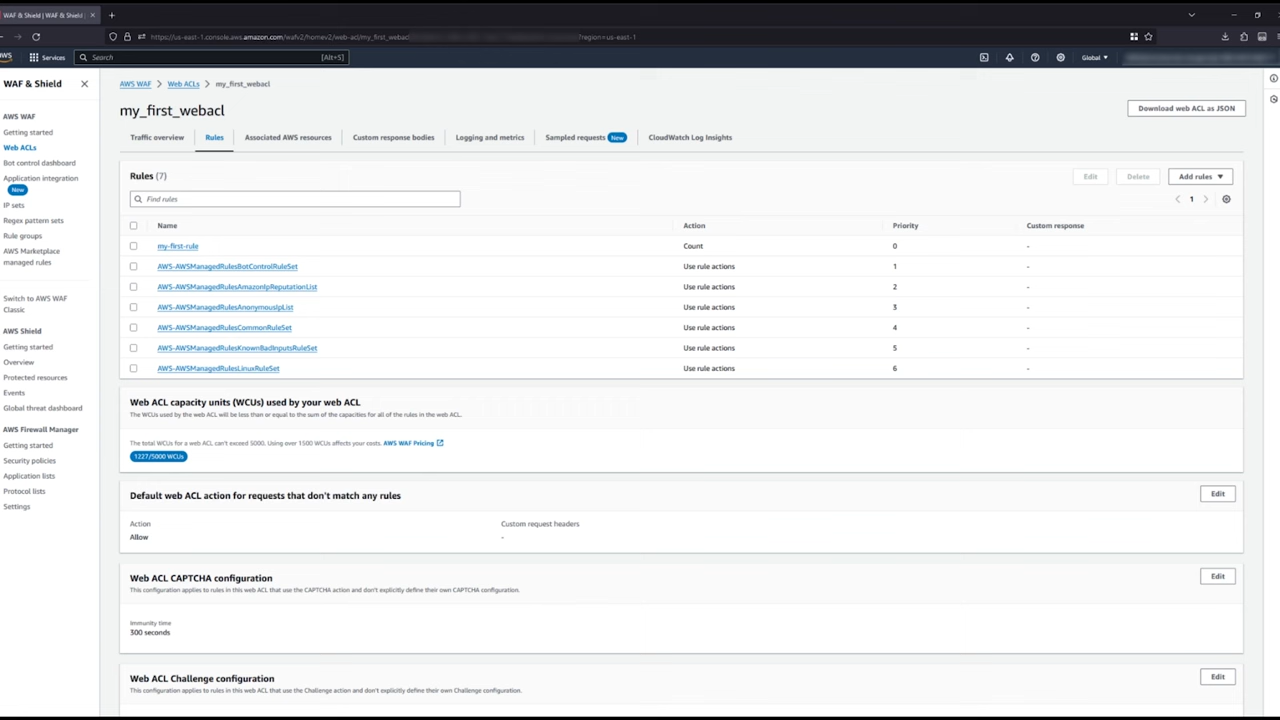 WAF & Shield | WAF & Shield
https://us-east-1.console.aws.amazon.com/wafv2/homev2/web-acl/my_first_webacl
?region=us-east-1
aws
Services
Search
[Alt+S]
Global
WAF & Shield
AWS WAF
Getting started
Web ACLs
Bot control dashboard
Application integration
New
IP sets
Regex pattern sets
Rule groups
AWS Marketplace
managed rules
Switch to AWS WAF
Classic
AWS Shield
Getting started
Overview
Protected resources
Events
Global threat dashboard
AWS Firewall Manager
Getting started
Security policies
Application lists
Protocol lists
Settings
AWS WAF > Web ACLs > my_first_webacl
my_first_webacl
Download web ACL as JSON
Traffic overview Rules Associated AWS resources Custom response bodies Logging and metrics Sampled requests New CloudWatch Log Insights
Rules (7)
Edit Delete Add rules
Find rules
1
Name Action Priority Custom response
my-first-rule Count 0 -
AWS-AWSManagedRulesBotControlRuleSet Use rule actions 1 -
AWS-AWSManagedRulesAmazonIpReputationList Use rule actions 2 -
AWS-AWSManagedRulesAnonymousIpList Use rule actions 3 -
AWS-AWSManagedRulesCommonRuleSet Use rule actions 4 -
AWS-AWSManagedRulesKnownBadInputsRuleSet Use rule actions 5 -
AWS-AWSManagedRulesLinuxRuleSet Use rule actions 6 -
Web ACL capacity units (WCUs) used by your web ACL
The WCUs used by the web ACL will be less than or equal to the sum of the capacities for all of the rules in the web ACL.
The total WCUs for a web ACL can't exceed 5000. Using over 1500 WCUs affects your costs. AWS WAF Pricing
1227/5000 WCUs
Default web ACL action for requests that don't match any rules
Edit
Action Custom request headers
Allow -
Web ACL CAPTCHA configuration
Edit
This configuration applies to rules in this web ACL that use the CAPTCHA action and don't explicitly define their own CAPTCHA configuration.
Immunity time
300 seconds
Web ACL Challenge configuration
Edit
This configuration applies to rules in this web ACL that use the Challenge action and don't explicitly define their own Challenge configuration.